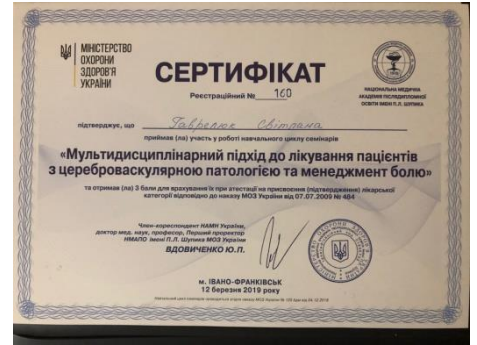 МІНІСТЕРСТВО
ОХОРОНИ
ЗДОРОВ'Я
УКРАЇНИ
СЕРТИФІКАТ
Реєстраційний № 160
НАЦІОНАЛЬНА МЕДИЧНА
АКАДЕМІЯ ПІСЛЯДИПЛОМНОЇ
ОСВІТИ ІМЕНІ П.Л. ШУПИКА
підтверджує, що Гаврелюк Світлана
приймав (ла) участь у роботі навчального циклу семінарів
«Мультидисциплінарний підхід до лікування пацієнтів
з цереброваскулярною патологією та менеджмент болю»
та отримав (ла) 3 бали для врахування їх при атестації на присвоєння (підтвердження) лікарської
категорії відповідно до наказу МОЗ України від 07.07.2009 № 484
Член-кореспондент НАМН України,
доктор мед. наук, професор, Перший проректор
НМАПО імені П.Л. Шупика МОЗ України
ВДОВИЧЕНКО Ю.П.
м. ІВАНО-ФРАНКІВСЬК
12 березня 2019 року